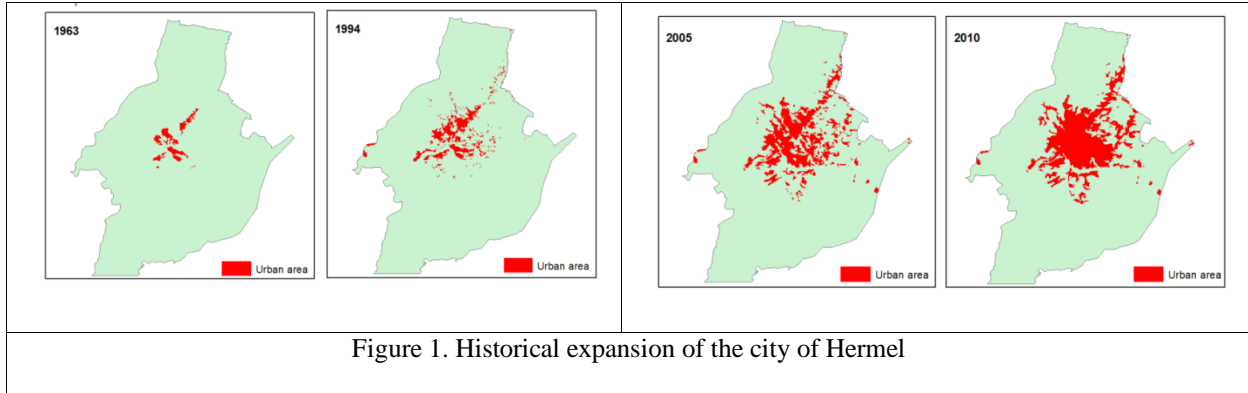 1963
Urban area
1994
Urban area
2005
Urban area
2010
Urban area
Figure 1. Historical expansion of the city of Hermel